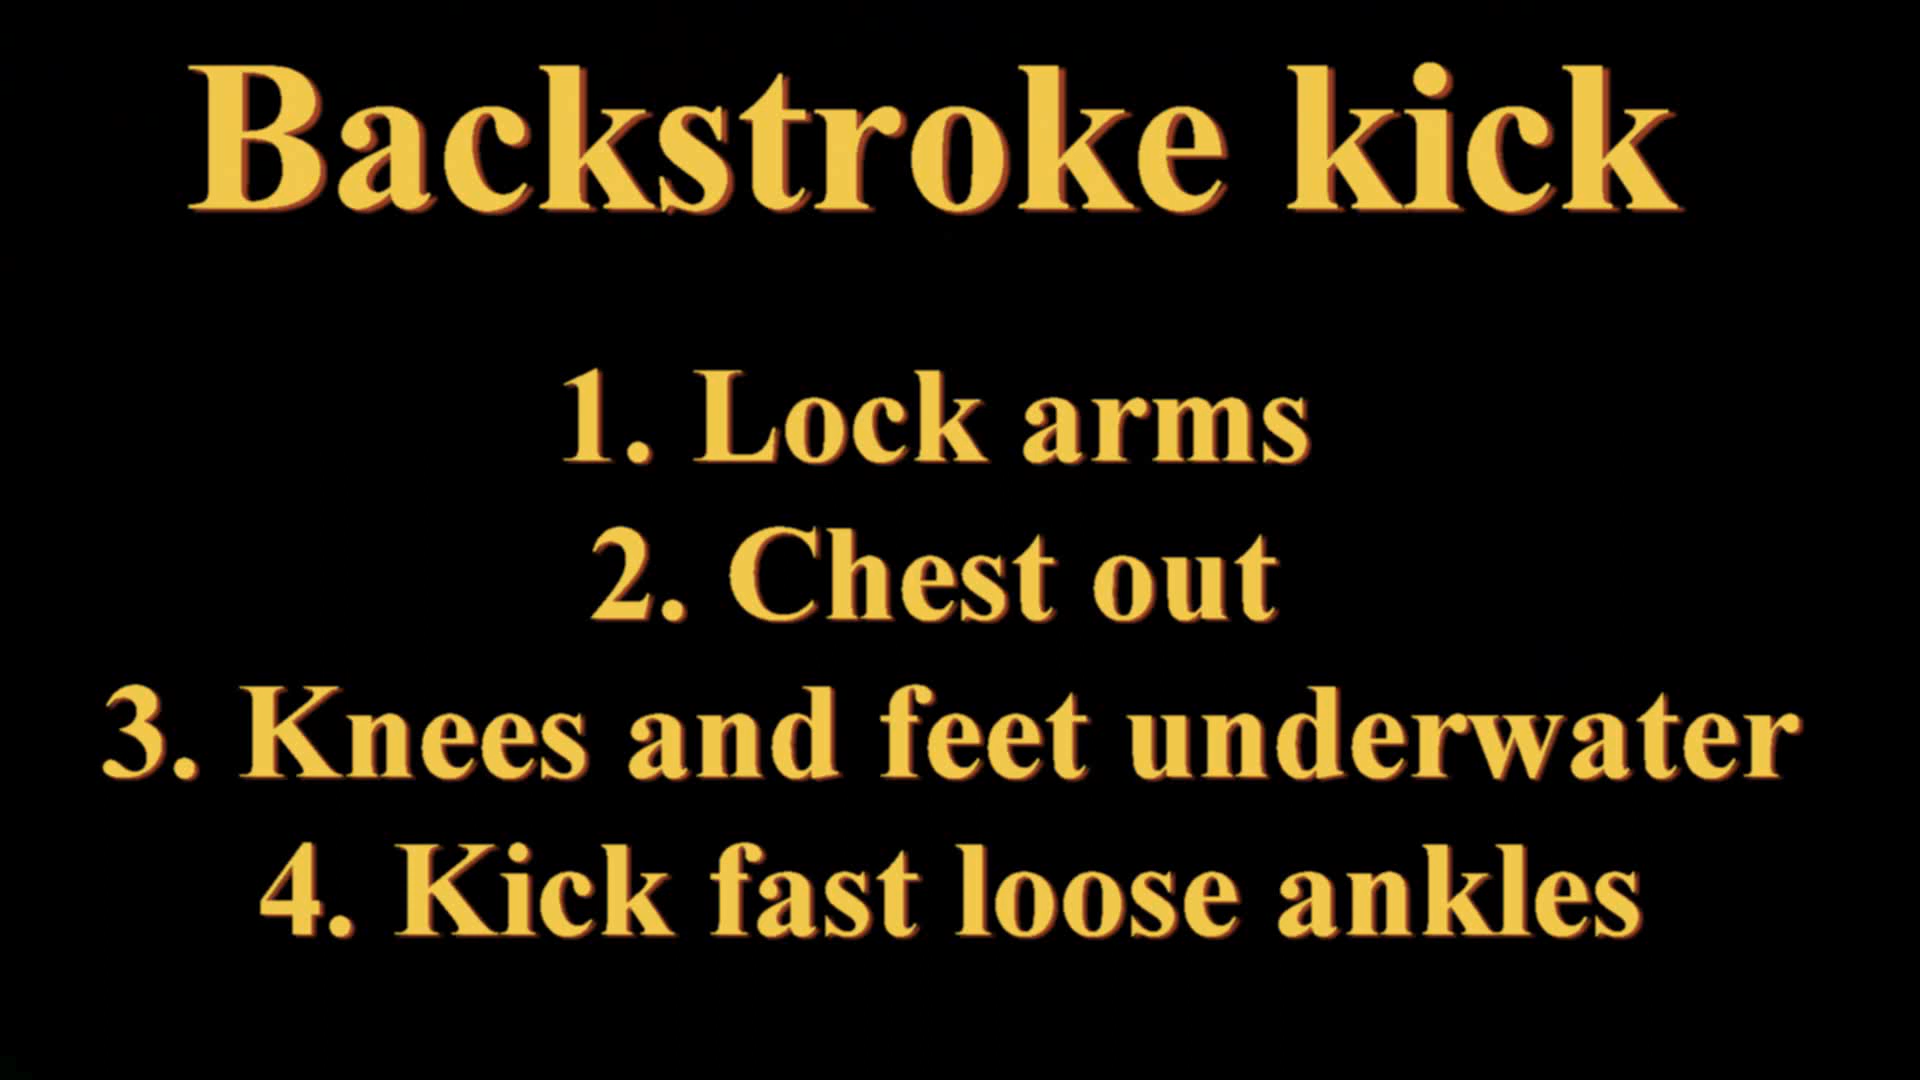 Backstroke kick
1. Lock arms
2. Chest out
3. Knees and feet underwater
4. Kick fast loose ankles